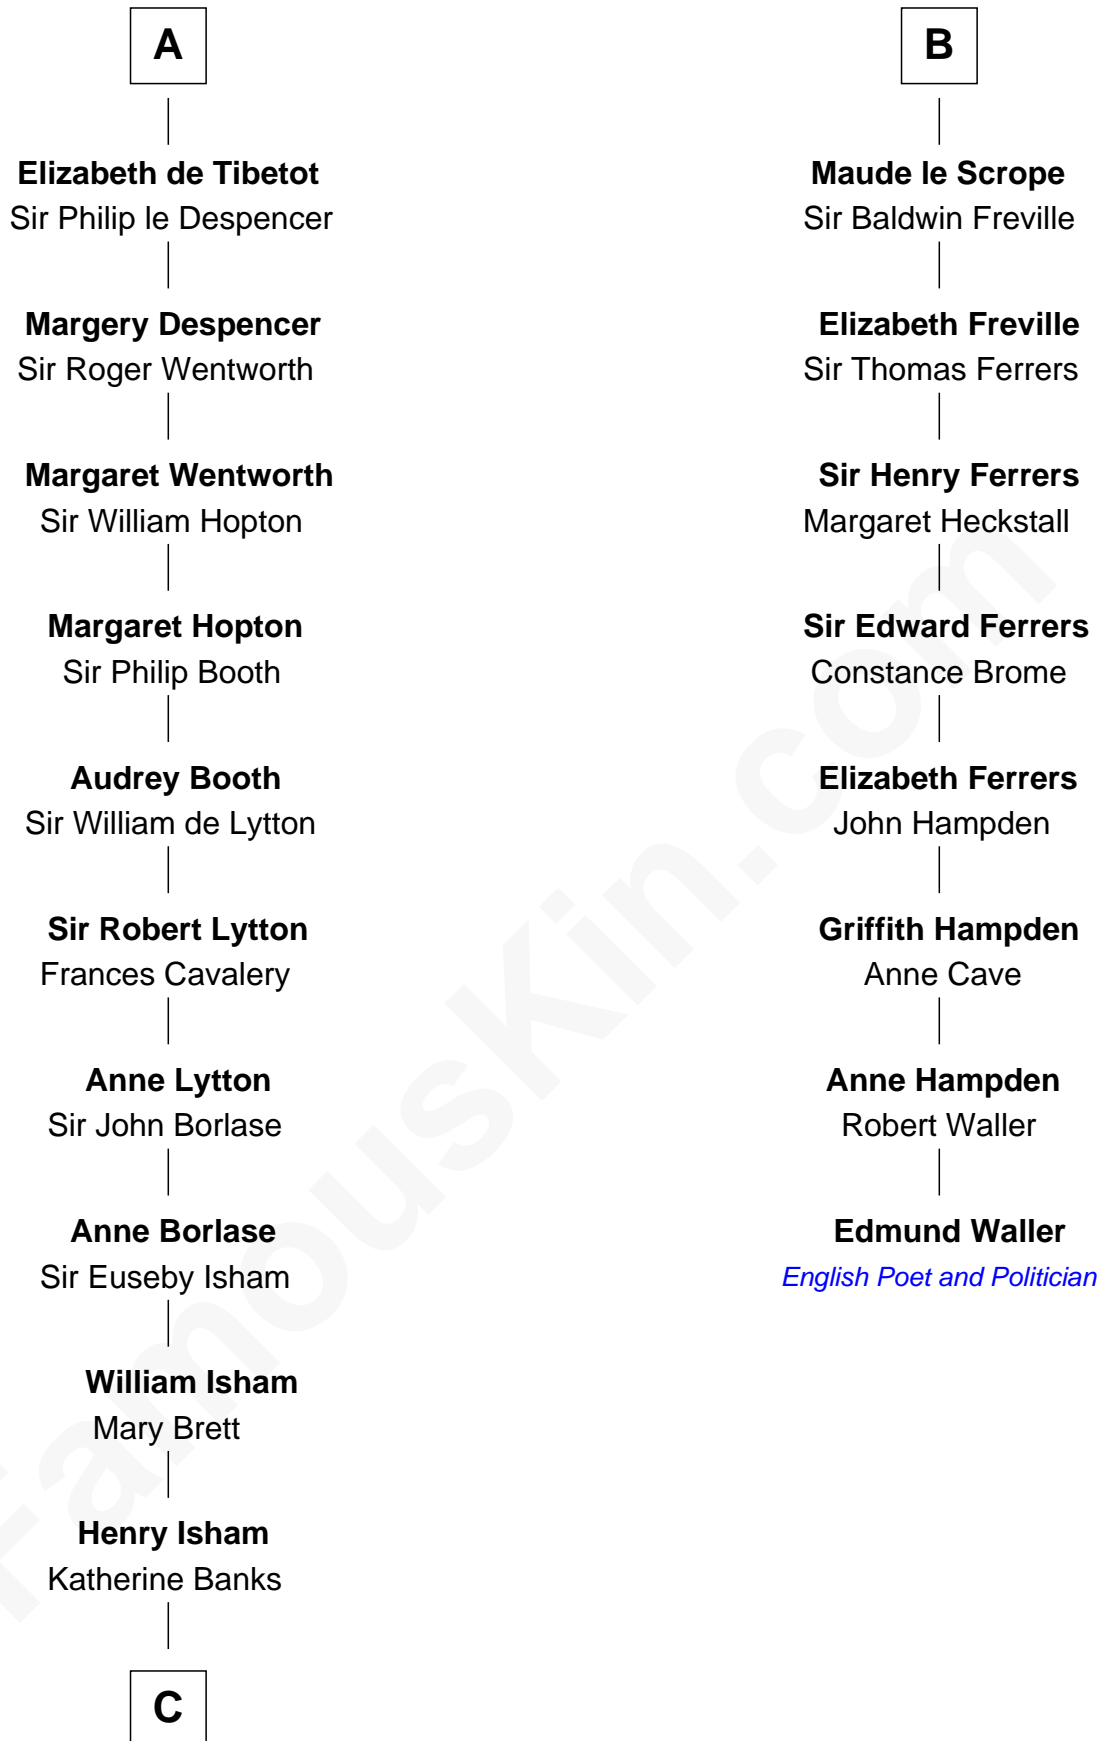 A
Elizabeth de Tibetot
Sir Philip le Despencer
Margery Despencer
Sir Roger Wentworth
Margaret Wentworth
Sir William Hopton
Margaret Hopton
Sir Philip Booth
Audrey Booth
Sir William de Lytton
Sir Robert Lytton
Frances Cavalery
Anne Lytton
Sir John Borlase
Anne Borlase
Sir Euseby Isham
William Isham
Mary Brett
Henry Isham
Katherine Banks
C
B
Maude le Scrope
Sir Baldwin Freville
Elizabeth Freville
Sir Thomas Ferrers
Sir Henry Ferrers
Margaret Heckstall
Sir Edward Ferrers
Constance Brome
Elizabeth Ferrers
John Hampden
Griffith Hampden
Anne Cave
Anne Hampden
Robert Waller
Edmund Waller
English Poet and Politician
FamousKin.com